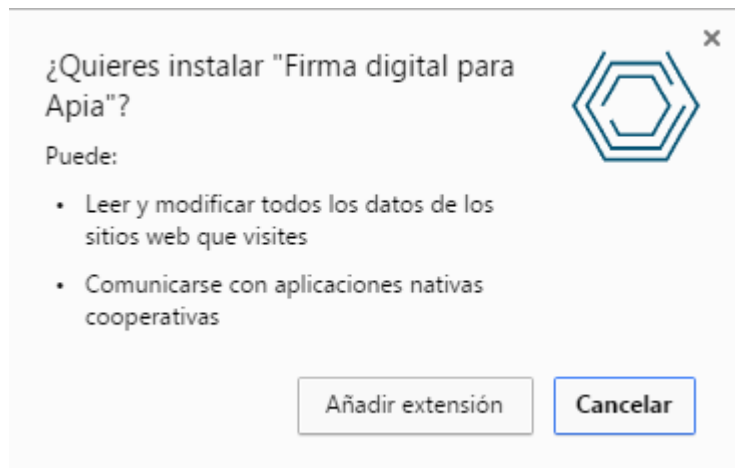 ¿Quieres instalar "Firma digital para
Apia"?
Puede:
• Leer y modificar todos los datos de los
sitios web que visites
• Comunicarse con aplicaciones nativas
cooperativas
Añadir extensión
Cancelar